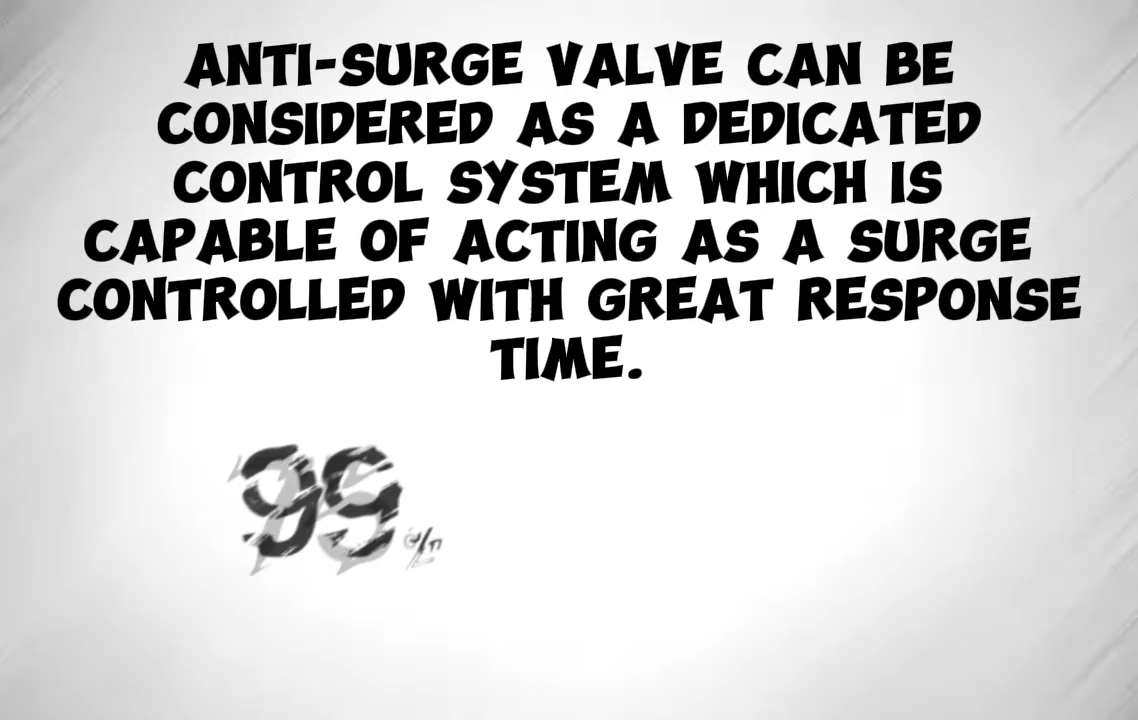 ANTI-SURGE VALVE CAN BE
CONSIDERED AS A DEDICATED
CONTROL SYSTEM WHICH IS
CAPABLE OF ACTING AS A SURGE
CONTROLLED WITH GREAT RESPONSE
TIME.